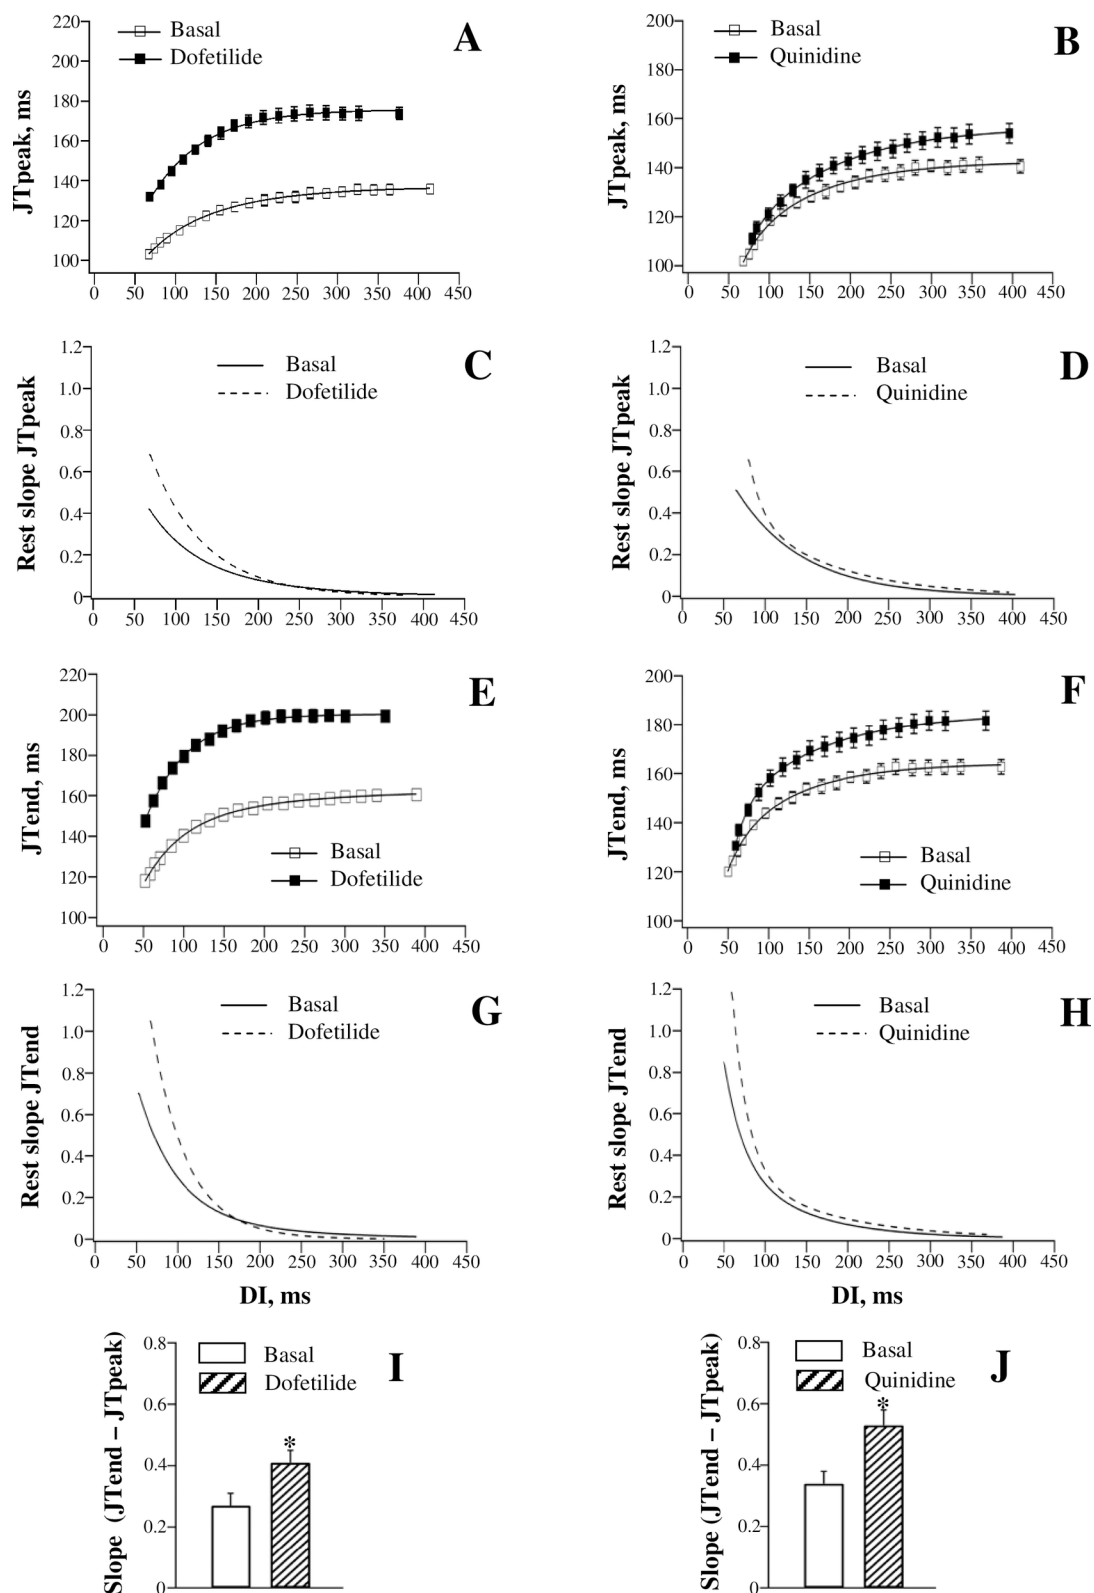 A
Basal
Dofetilide
JTpeak, ms
220
200
180
160
140
120
100
0 50 100 150 200 250 300 350 400 450
B
Basal
Quinidine
JTpeak, ms
200
180
160
140
120
100
0 50 100 150 200 250 300 350 400 450
C
Basal
Dofetilide
Rest slope JTpeak
1.2
1.0
0.8
0.6
0.4
0.2
0
0 50 100 150 200 250 300 350 400 450
D
Basal
Quinidine
Rest slope JTpeak
1.2
1.0
0.8
0.6
0.4
0.2
0
0 50 100 150 200 250 300 350 400 450
E
JTend, ms
220
200
180
160
140
120
100
Basal
Dofetilide
0 50 100 150 200 250 300 350 400 450
F
JTend, ms
200
180
160
140
120
100
Basal
Quinidine
0 50 100 150 200 250 300 350 400 450
G
Basal
Dofetilide
Rest slope JTend
1.2
1.0
0.8
0.6
0.4
0.2
0
0 50 100 150 200 250 300 350 400 450
DI, ms
H
Basal
Quinidine
Rest slope JTend
1.2
1.0
0.8
0.6
0.4
0.2
0
0 50 100 150 200 250 300 350 400 450
DI, ms
I
Basal
Dofetilide
Slope (JTend – JTpeak)
0.8
0.6
0.4
0.2
0
*
J
Basal
Quinidine
Slope (JTend – JTpeak)
0.8
0.6
0.4
0.2
0
*